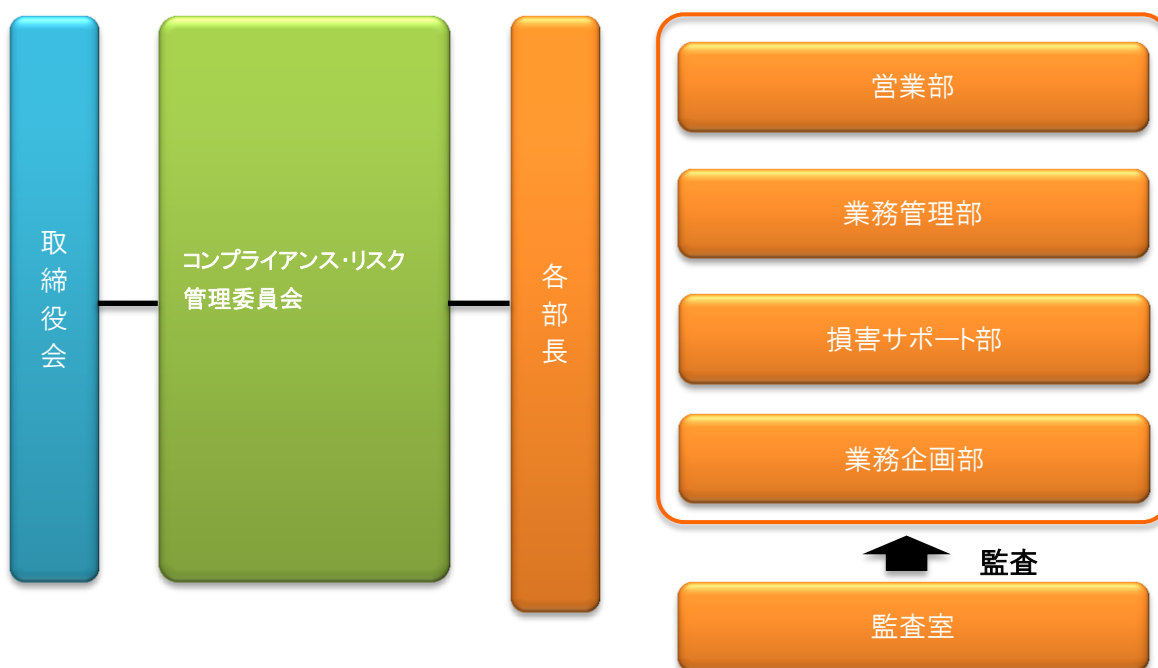 取締役会
コンプライアンス・リスク
管理委員会
各部長
営業部
業務管理部
損害サポート部
業務企画部
監査
監査室